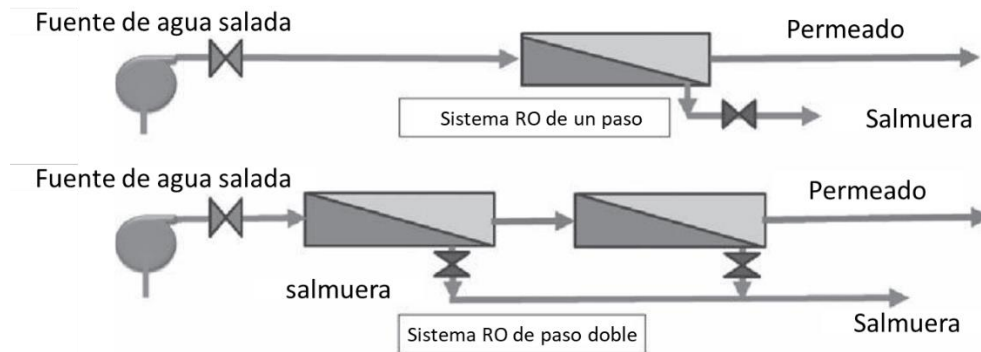 Fuente de agua salada
Permeado
Sistema RO de un paso
Salmuera
Fuente de agua salada
Permeado
salmuera
Sistema RO de paso doble
Salmuera